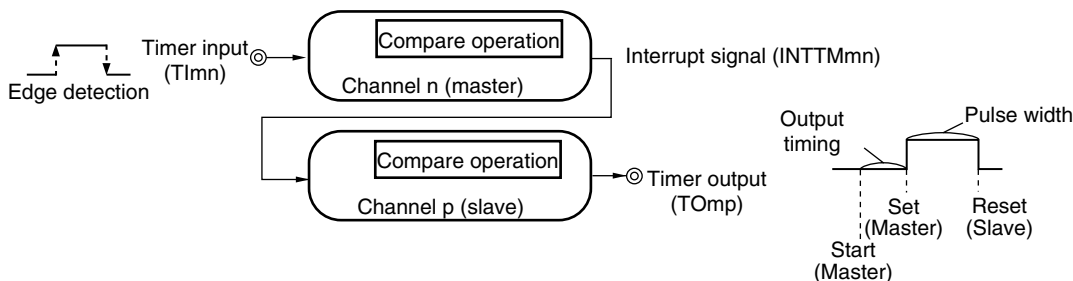 Compare operation
Timer input
(TImn)
Interrupt signal (INTTMmn)
Edge detection
Channel n (master)
Compare operation
Timer output
(TOmp)
Channel p (slave)
Output
timing
Pulse width
Set
(Master)
Reset
(Slave)
Start
(Master)